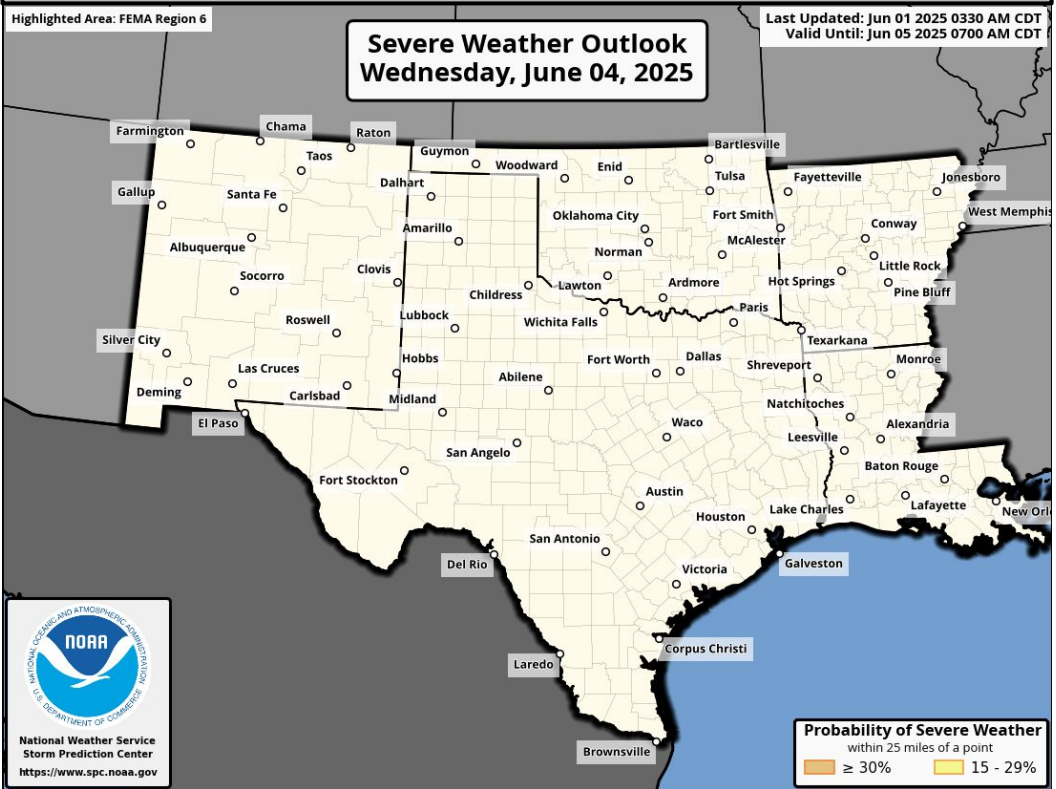 Highlighted Area: FEMA Region 6
Severe Weather Outlook
Wednesday, June 04, 2025
Last Updated: Jun 01 2025 0330 AM CDT
Valid Until: Jun 05 2025 0700 AM CDT
Farmington
Chama
Raton
Taos
Guymon
Woodward
Enid
Bartlesville
Tulsa
Fayetteville
Jonesboro
Gallup
Santa Fe
Dalhart
Amarillo
Oklahoma City
Fort Smith
Conway
West Memphis
Albuquerque
Norman
McAlester
Socorro
Clovis
Childress
Lawton
Ardmore
Hot Springs
Little Rock
Pine Bluff
Roswell
Lubbock
Wichita Falls
Paris
Texarkana
Silver City
Las Cruces
Hobbs
Fort Worth
Dallas
Shreveport
Monroe
Deming
Carlsbad
Midland
Abilene
Natchitoches
El Paso
Waco
Leesville
Alexandria
San Angelo
Fort Stockton
Baton Rouge
Austin
Houston
Lake Charles
Lafayette
New Orl
San Antonio
Del Rio
Victoria
Galveston
Laredo
Corpus Christi
Brownsville
NATIONAL OCEANIC AND ATMOSPHERIC ADMINISTRATION
NOAA
U.S. DEPARTMENT OF COMMERCE
National Weather Service
Storm Prediction Center
https://www.spc.noaa.gov
Probability of Severe Weather
within 25 miles of a point
≥ 30%
15 - 29%